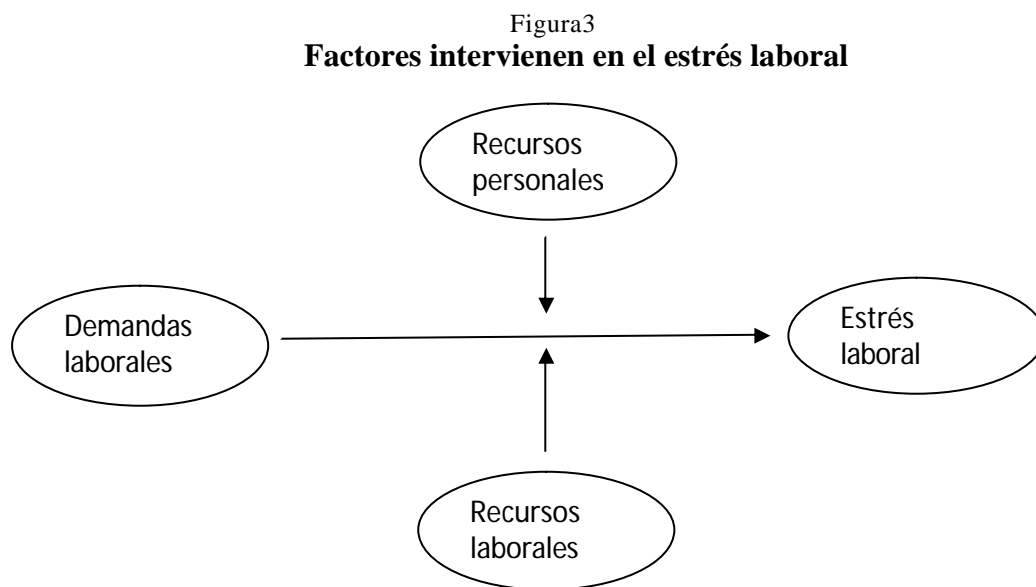 Figura3
Factores intervienen en el estrés laboral
Recursos
personales
Demandas
laborales
Estrés
laboral
Recursos
laborales